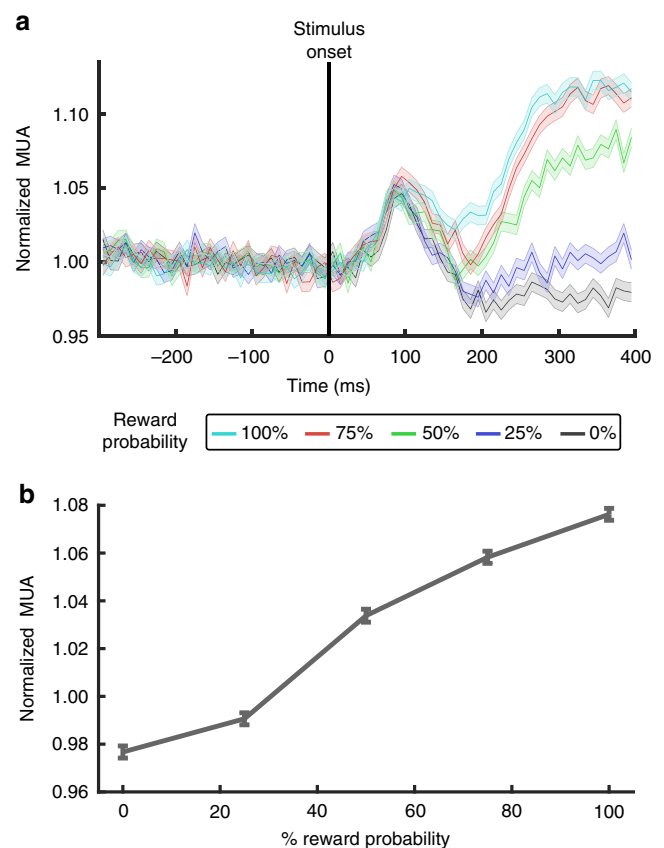 a
Stimulus
onset
Normalized MUA
1.10
1.05
1.00
0.95
−200
−100
0
100
200
300
400
Time (ms)
Reward
probability
100%
75%
50%
25%
0%
b
Normalized MUA
1.08
1.06
1.04
1.02
1.00
0.98
0.96
0
20
40
60
80
100
% reward probability